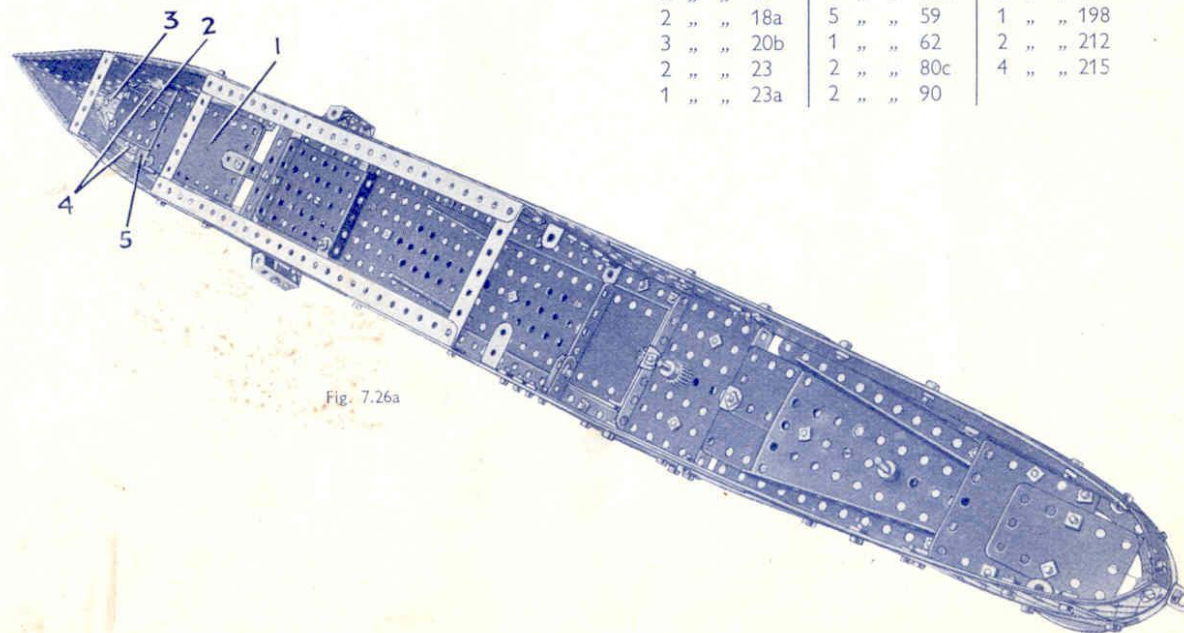 2 „ „ 18a 5 „ „ 59 1 „ „ 198
3 „ „ 20b 1 „ „ 62 2 „ „ 212
2 „ „ 23 2 „ „ 80c 4 „ „ 215
1 „ „ 23a 2 „ „ 90
3 2 1
4
5
Fig. 7.26a